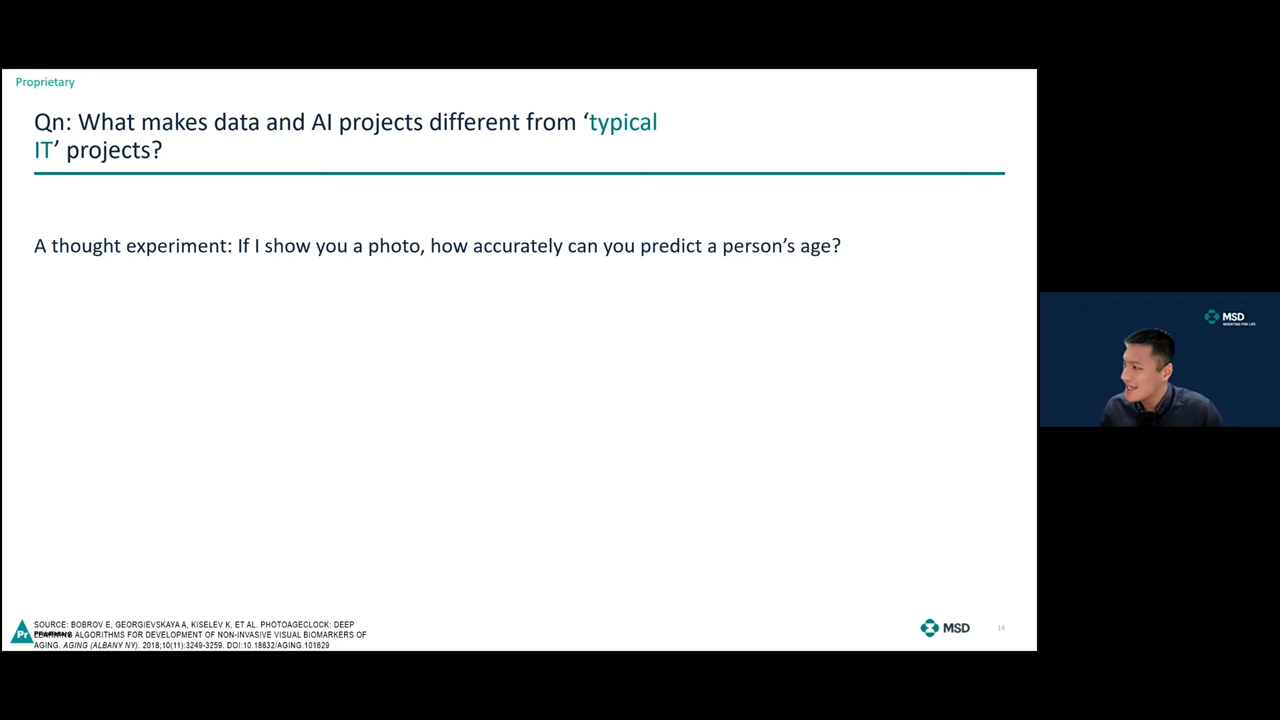 Proprietary
Qn: What makes data and AI projects different from ‘typical
IT’ projects?
A thought experiment: If I show you a photo, how accurately can you predict a person’s age?
MSD
INVENTING FOR LIFE
SOURCE: BOBROV E, GEORGIEVSKAYA A, KISELEV K, ET AL. PHOTOAGECLOCK: DEEP
LEARNING ALGORITHMS FOR DEVELOPMENT OF NON-INVASIVE VISUAL BIOMARKERS OF
AGING. AGING (ALBANY NY). 2018;10(11):3249-3259. DOI:10.18632/AGING.101629
Pr
MSD
14